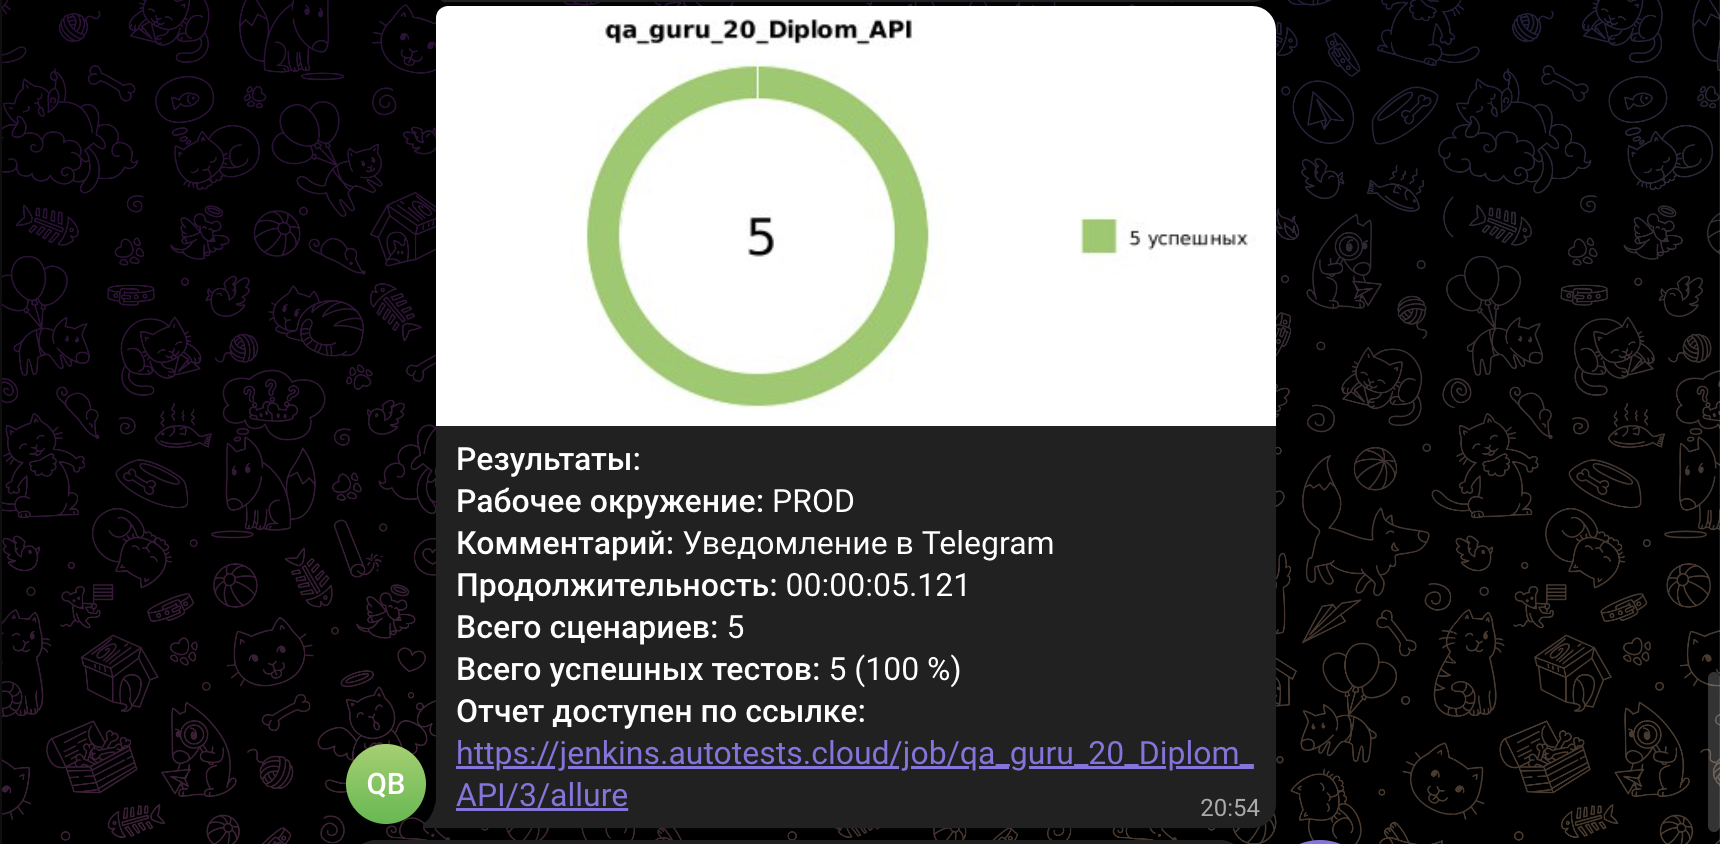 qa_guru_20_Diplom_API
5
5 успешных
Результаты:
Рабочее окружение: PROD
Комментарий: Уведомление в Telegram
Продолжительность: 00:00:05.121
Всего сценариев: 5
Всего успешных тестов: 5 (100 %)
Отчет доступен по ссылке:
https://jenkins.autotests.cloud/job/qa_guru_20_Diplom_
API/3/allure
QB
20:54